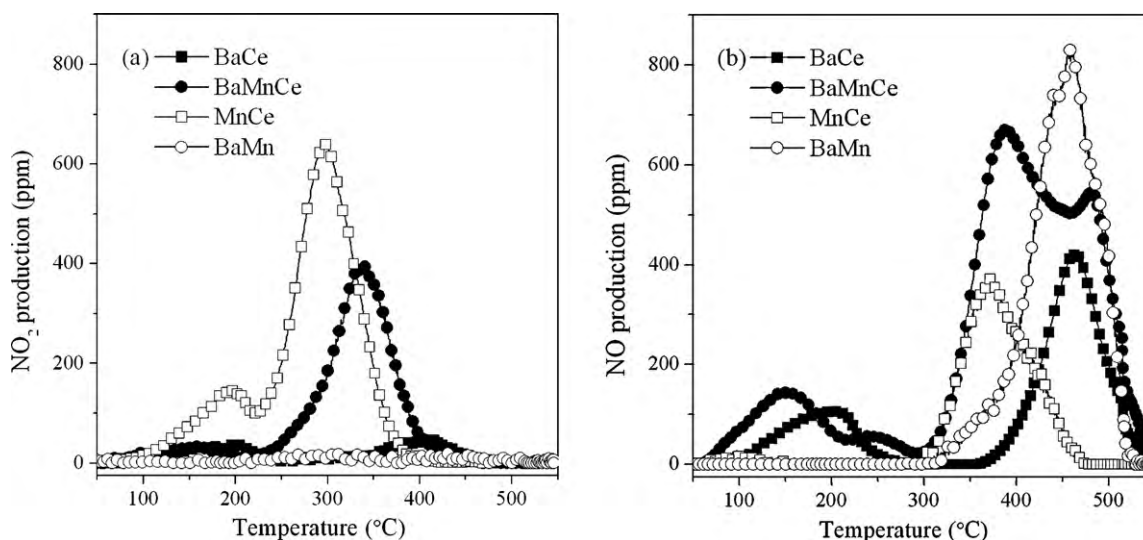 (a)
BaCe
BaMnCe
MnCe
BaMn
NO2 production (ppm)
800
600
400
200
0
100 200 300 400 500
Temperature (°C)
(b)
BaCe
BaMnCe
MnCe
BaMn
NO production (ppm)
800
600
400
200
0
100 200 300 400 500
Temperature (°C)